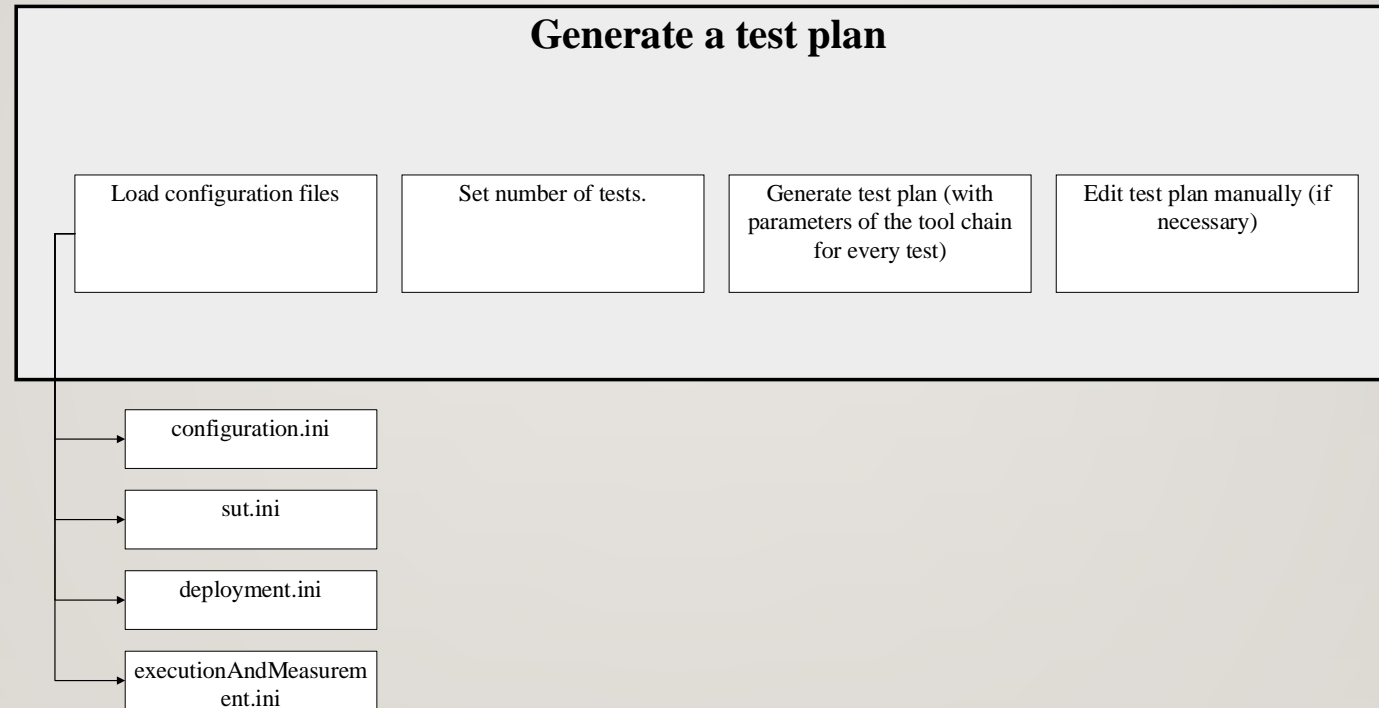 Generate a test plan
Load configuration files
Set number of tests.
Generate test plan (with
parameters of the tool chain
for every test)
Edit test plan manually (if
necessary)
configuration.ini
sut.ini
deployment.ini
executionAndMeasurem
ent.ini